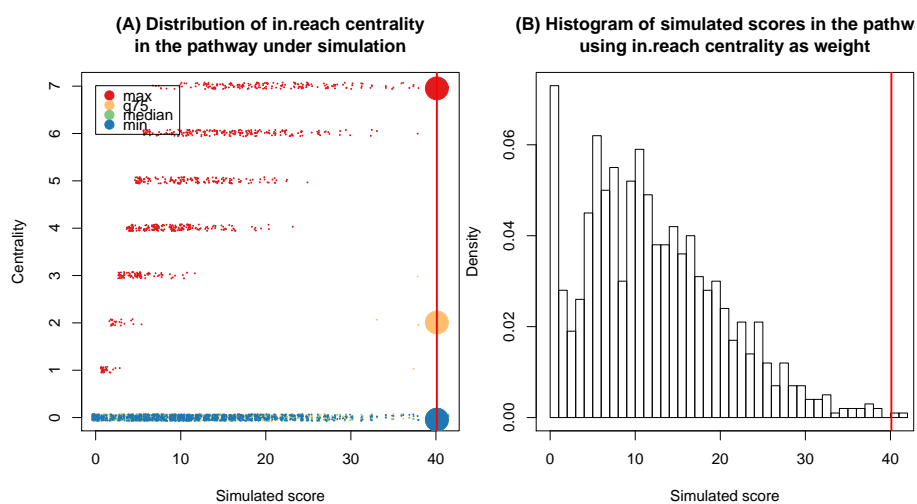 (A) Distribution of in.reach centrality
in the pathway under simulation
Centrality
7
6
5
4
3
2
1
0
max
q75
median
min
0
10
20
30
40
Simulated score
(B) Histogram of simulated scores in the pathw
using in.reach centrality as weight
Density
0.06
0.04
0.02
0.00
0
10
20
30
40
Simulated score